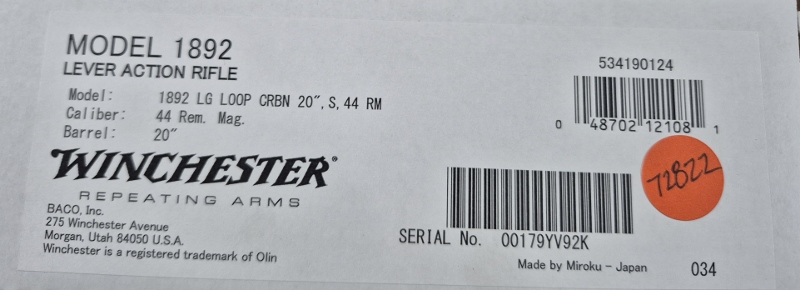 MODEL 1892
LEVER ACTION RIFLE
Model: 1892 LG LOOP CRBN 20", S, 44 RM
Caliber: 44 Rem. Mag.
Barrel: 20"
WINCHESTER®
REPEATING ARMS
BACO, Inc.
275 Winchester Avenue
Morgan, Utah 84050 U.S.A.
Winchester is a registered trademark of Olin
534190124
0 48702 12108 1
72822
SERIAL No. 00179YV92K
Made by Miroku - Japan 034